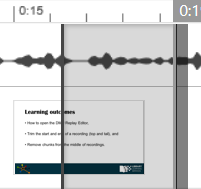 0:15
0:1
Learning outcomes
• How to open the Replay Editor.
• Trim the start and end of a recording (top and tail), and
• Remove chunks from the middle of recordings.